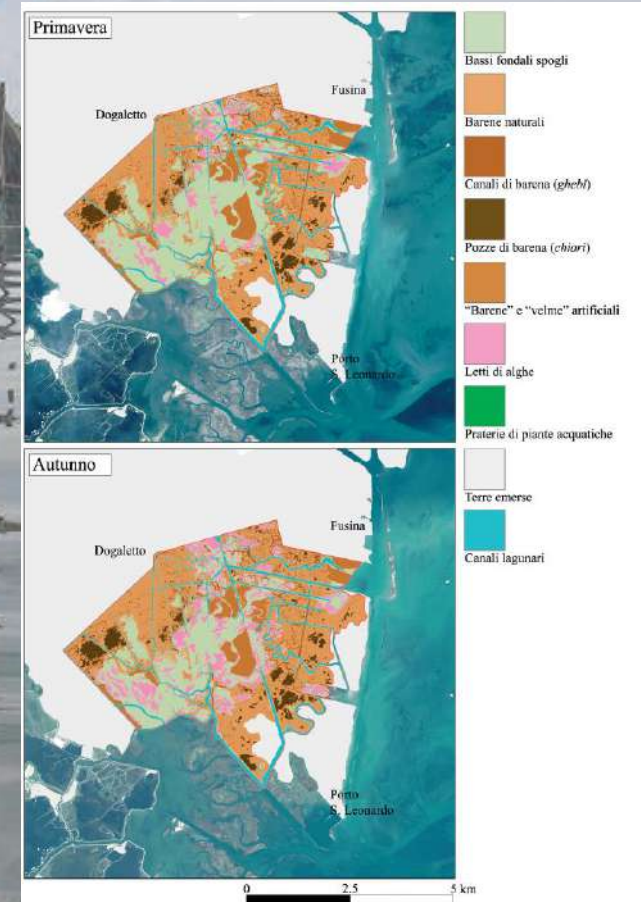 Primavera
Fusina
Dogaletto
Porto
S. Leonardo
Autunno
Fusina
Dogaletto
Porto
S. Leonardo
0 2.5 5 km
Bassi fondali spogli
Barene naturali
Canali di barena (ghebi)
Pozze di barena (chiari)
“Barene” e “velme” artificiali
Letti di alghe
Praterie di piante acquatiche
Terre emerse
Canali lagunari